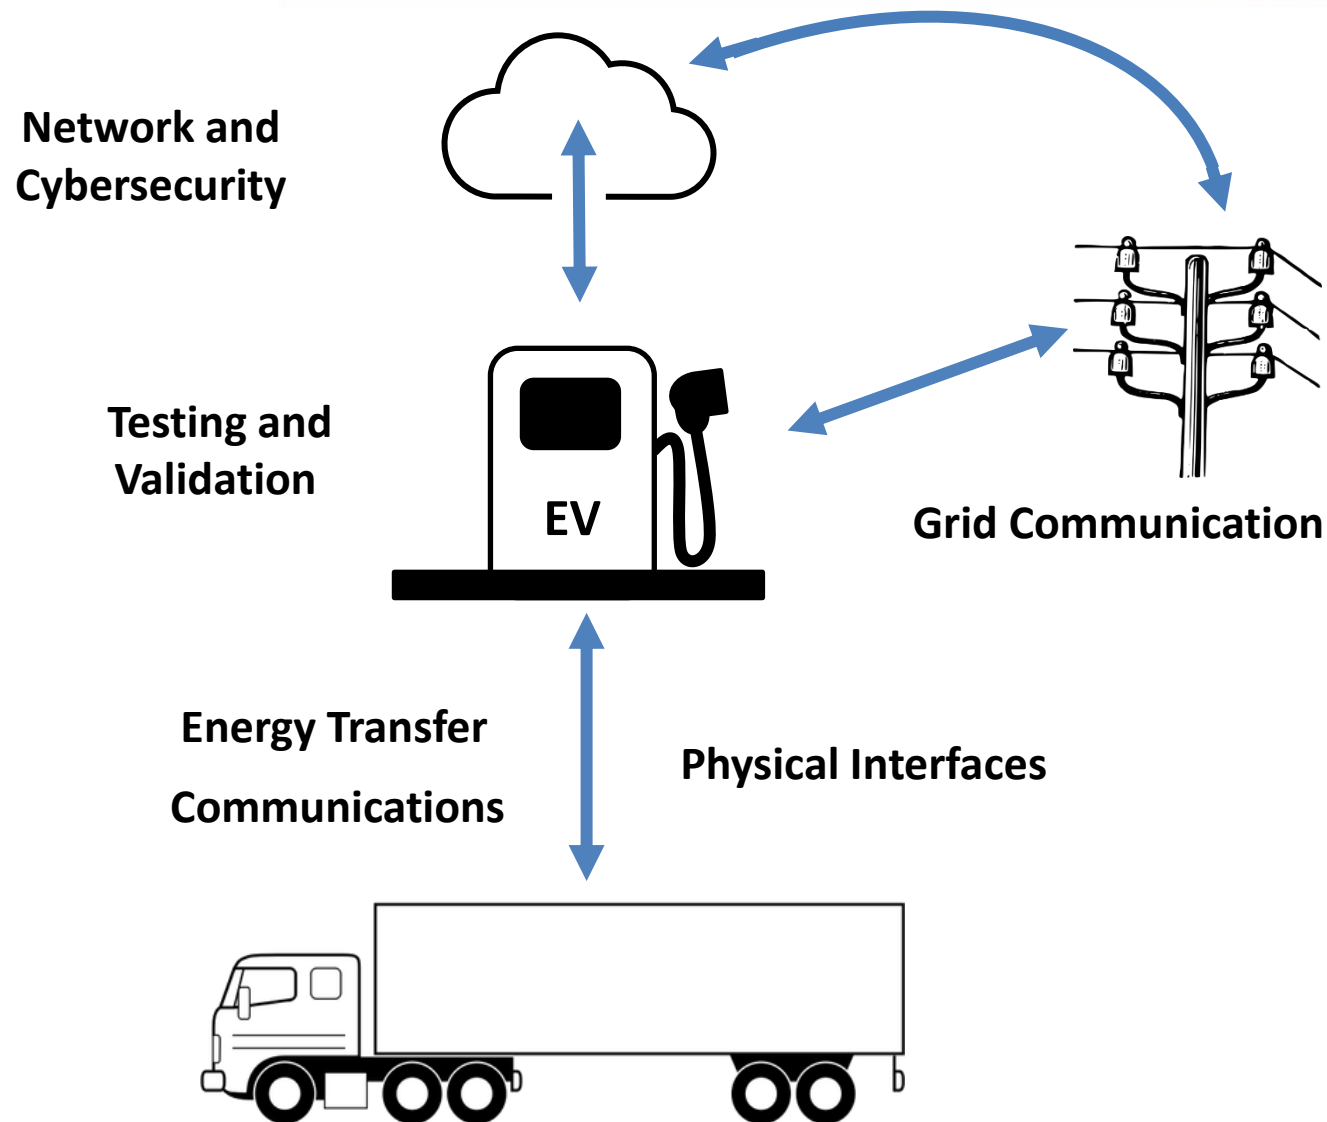 Network and
Cybersecurity
Testing and
Validation
EV
Grid Communication
Energy Transfer
Communications
Physical Interfaces